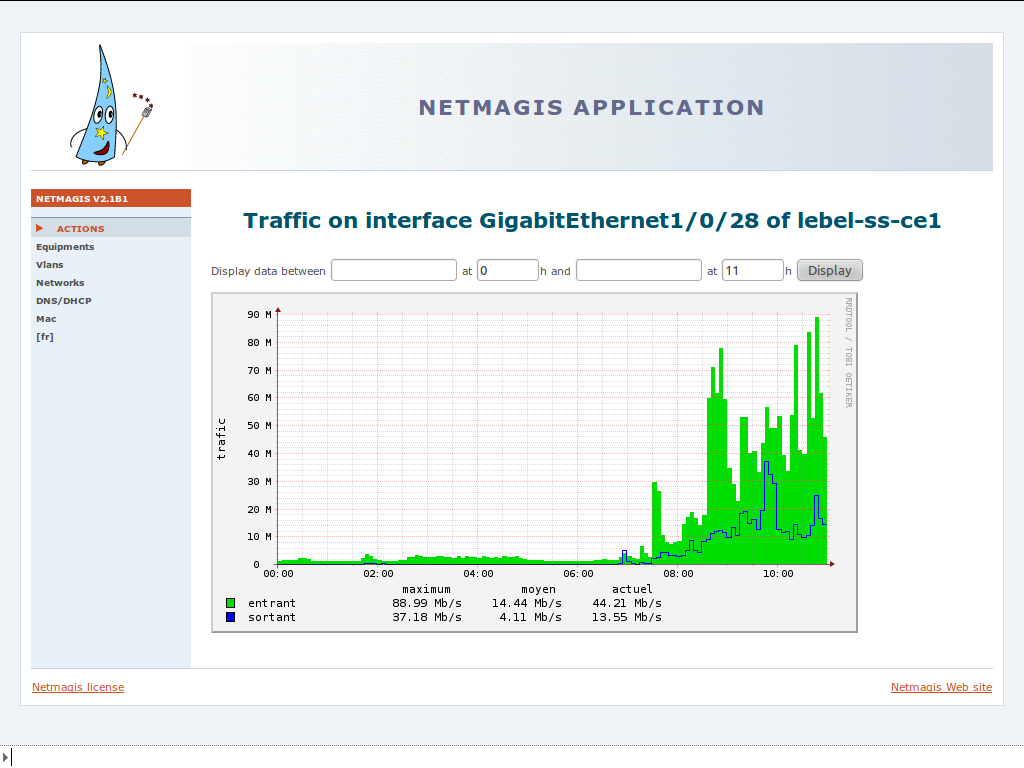 NETMAGIS APPLICATION
NETMAGIS V2.1B1
ACTIONS
Equipments
Vlans
Networks
DNS/DHCP
Mac
[fr]
Traffic on interface GigabitEthernet1/0/28 of lebel-ss-ce1
Display data between at 0 h and at 11 h Display
RRDTOOL / TOBI OETIKER
trafic
90 M
80 M
70 M
60 M
50 M
40 M
30 M
20 M
10 M
0
00:00 02:00 04:00 06:00 08:00 10:00
maximum moyen actuel
entrant 88.99 Mb/s 14.44 Mb/s 44.21 Mb/s
sortant 37.18 Mb/s 4.11 Mb/s 13.55 Mb/s
Netmagis license Netmagis Web site